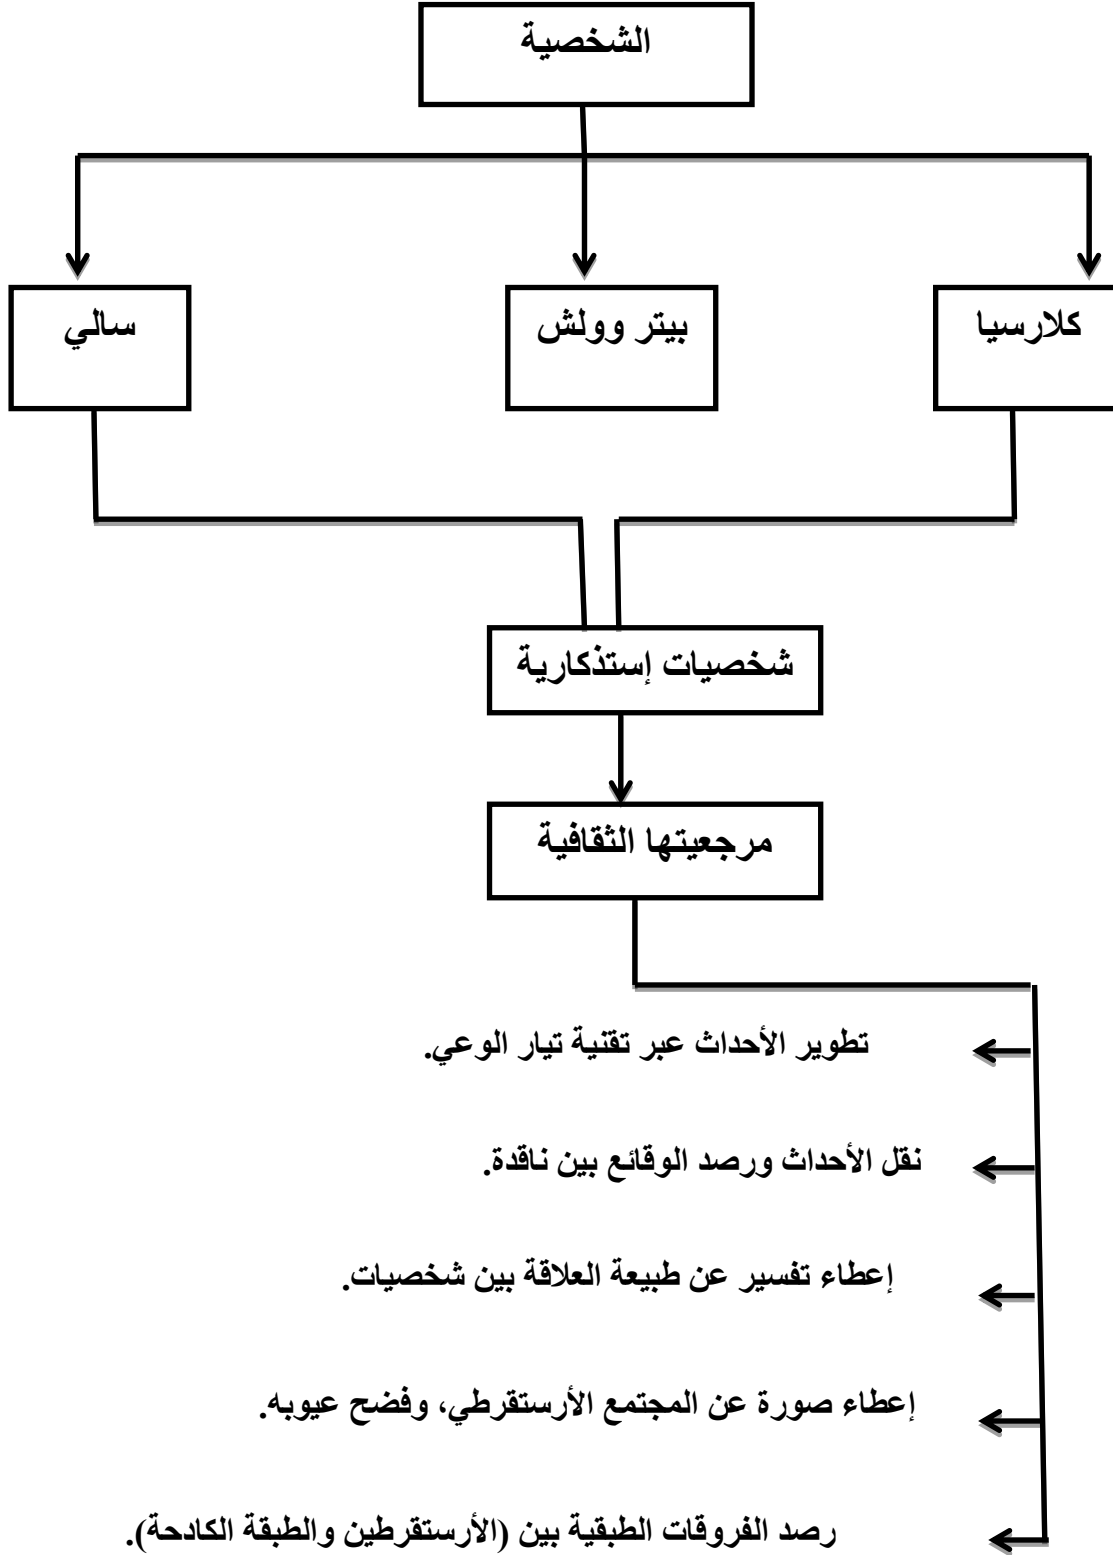 الشخصية
كلارسيا
بيتر وولش
سالي
شخصيات إستذكارية
مرجعيتها الثقافية
تطوير الأحداث عبر تقنية تيار الوعي.
نقل الأحداث ورصد الوقائع بين ناقدة.
إعطاء تفسير عن طبيعة العلاقة بين شخصيات.
إعطاء صورة عن المجتمع الأرستقرطي، وفضح عيوبه.
رصد الفروقات الطبقية بين (الأرستقرطين والطبقة الكادحة).